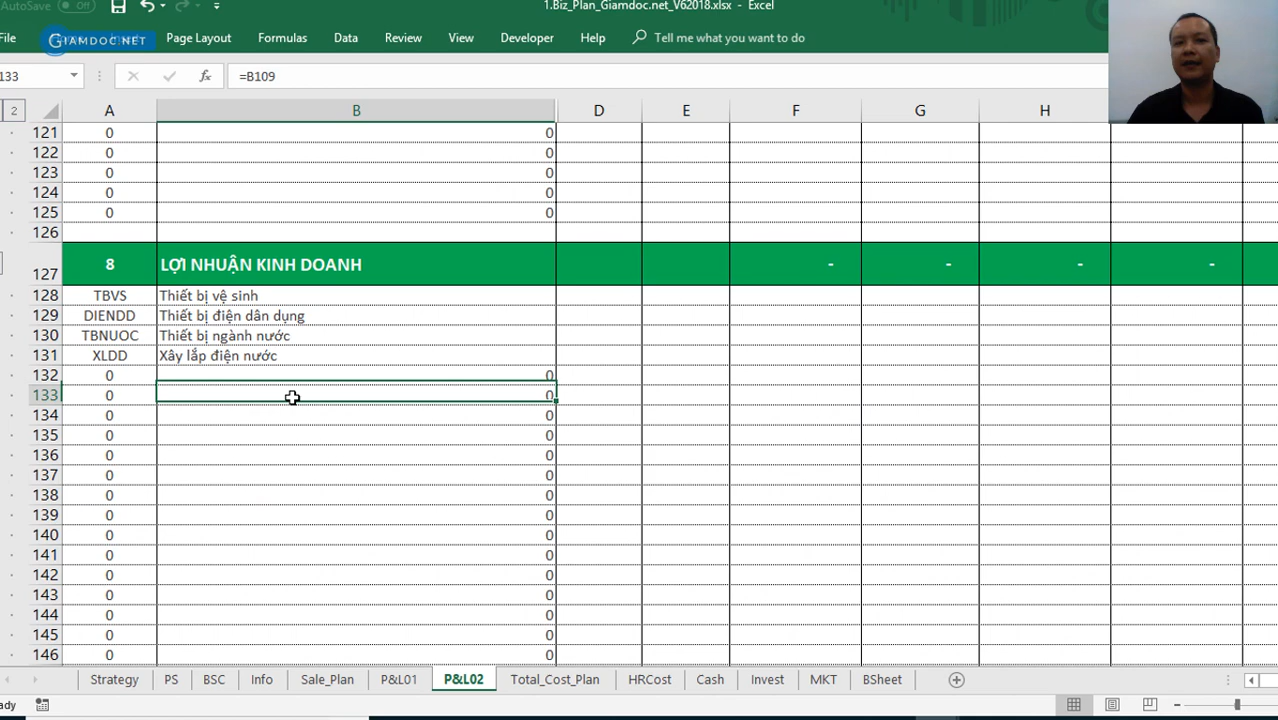 AutoSave Off
1.Biz_Plan_Giamdoc.net_V62018.xlsx - Excel
File GIAMDOC.NET Page Layout Formulas Data Review View Developer Help Tell me what you want to do
133 fx =B109
2 A B D E F G H
121 0 0
122 0 0
123 0 0
124 0 0
125 0 0
126
127 8 LỢI NHUẬN KINH DOANH - - - -
128 TBVS Thiết bị vệ sinh
129 DIENDD Thiết bị điện dân dụng
130 TBNUOC Thiết bị ngành nước
131 XLDD Xây lắp điện nước
132 0 0
133 0 0
134 0 0
135 0 0
136 0 0
137 0 0
138 0 0
139 0 0
140 0 0
141 0 0
142 0 0
143 0 0
144 0 0
145 0 0
146 0 0
Strategy PS BSC Info Sale_Plan P&L01 P&L02 Total_Cost_Plan HRCost Cash Invest MKT BSheet
ady